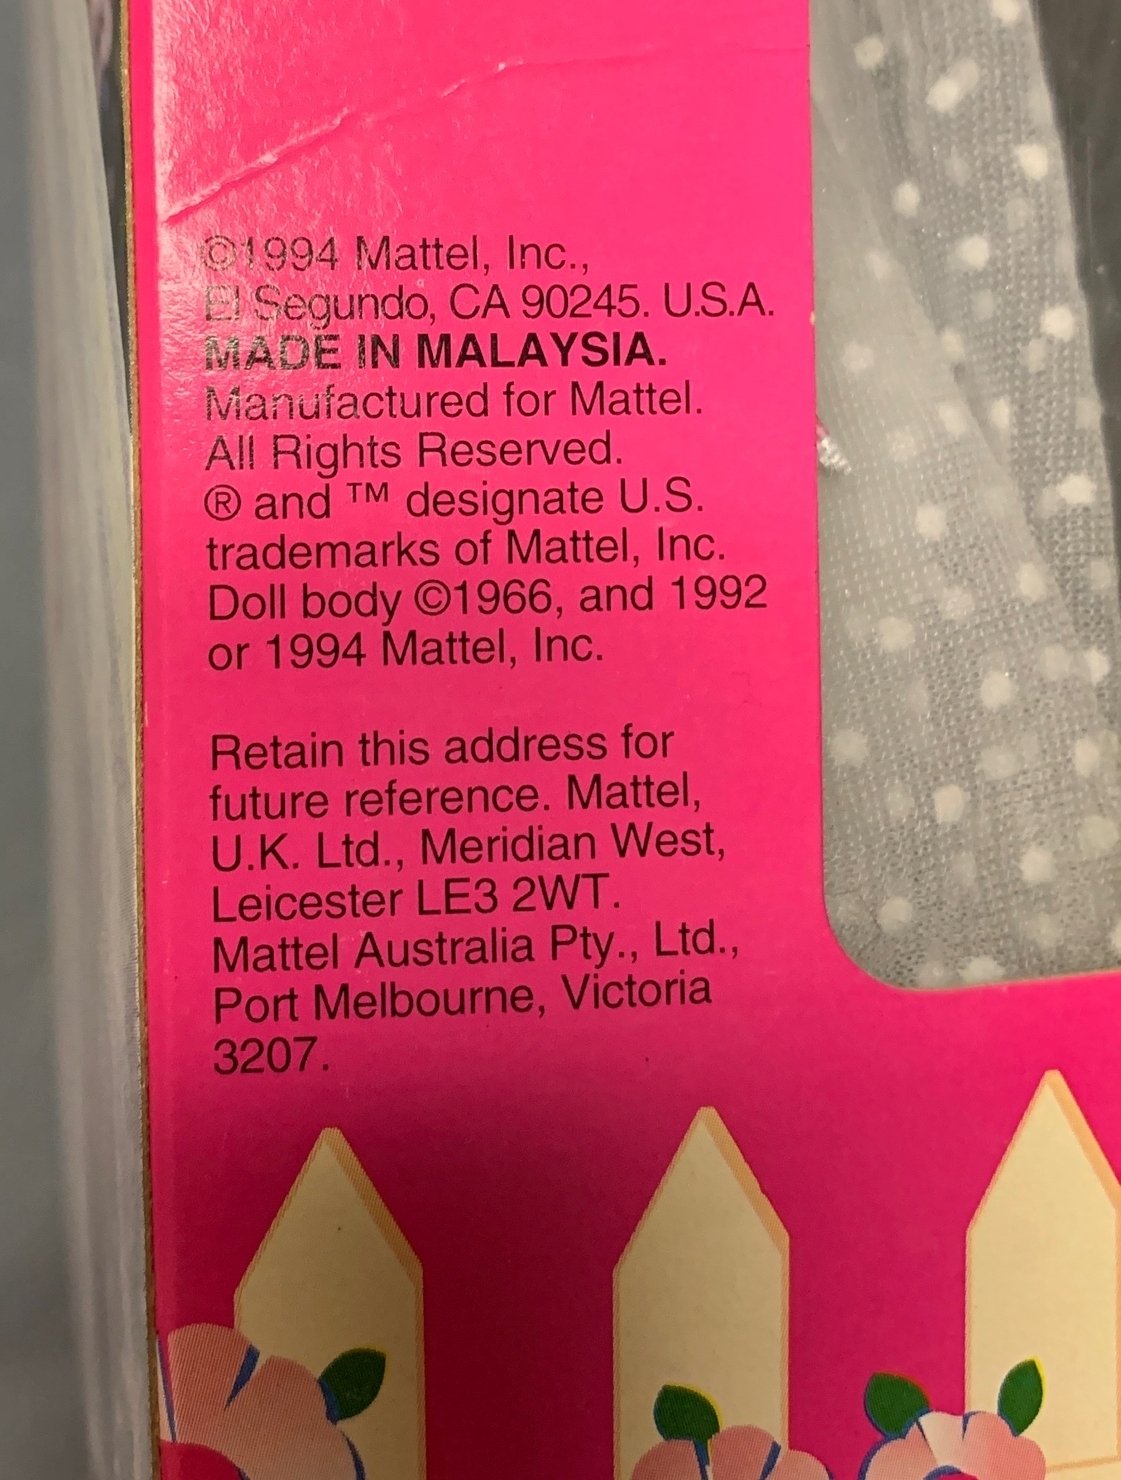 ©1994 Mattel, Inc.,
El Segundo, CA 90245. U.S.A.
MADE IN MALAYSIA.
Manufactured for Mattel.
All Rights Reserved.
® and ™ designate U.S.
trademarks of Mattel, Inc.
Doll body ©1966, and 1992
or 1994 Mattel, Inc.
Retain this address for
future reference. Mattel,
U.K. Ltd., Meridian West,
Leicester LE3 2WT.
Mattel Australia Pty., Ltd.,
Port Melbourne, Victoria
3207.